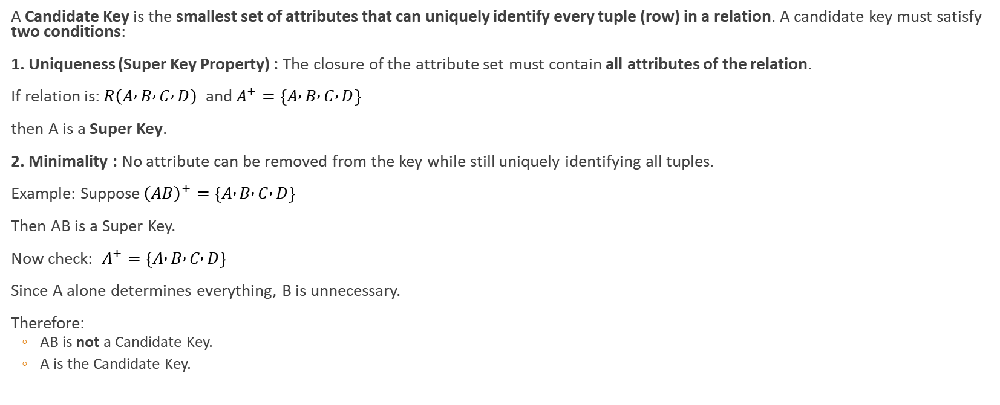 A Candidate Key is the smallest set of attributes that can uniquely identify every tuple (row) in a relation. A candidate key must satisfy
two conditions:
1. Uniqueness (Super Key Property) : The closure of the attribute set must contain all attributes of the relation.
If relation is: R(A, B, C, D) and A⁺ = {A, B, C, D}
then A is a Super Key.
2. Minimality : No attribute can be removed from the key while still uniquely identifying all tuples.
Example: Suppose (AB)⁺ = {A, B, C, D}
Then AB is a Super Key.
Now check: A⁺ = {A, B, C, D}
Since A alone determines everything, B is unnecessary.
Therefore:
◦ AB is not a Candidate Key.
◦ A is the Candidate Key.